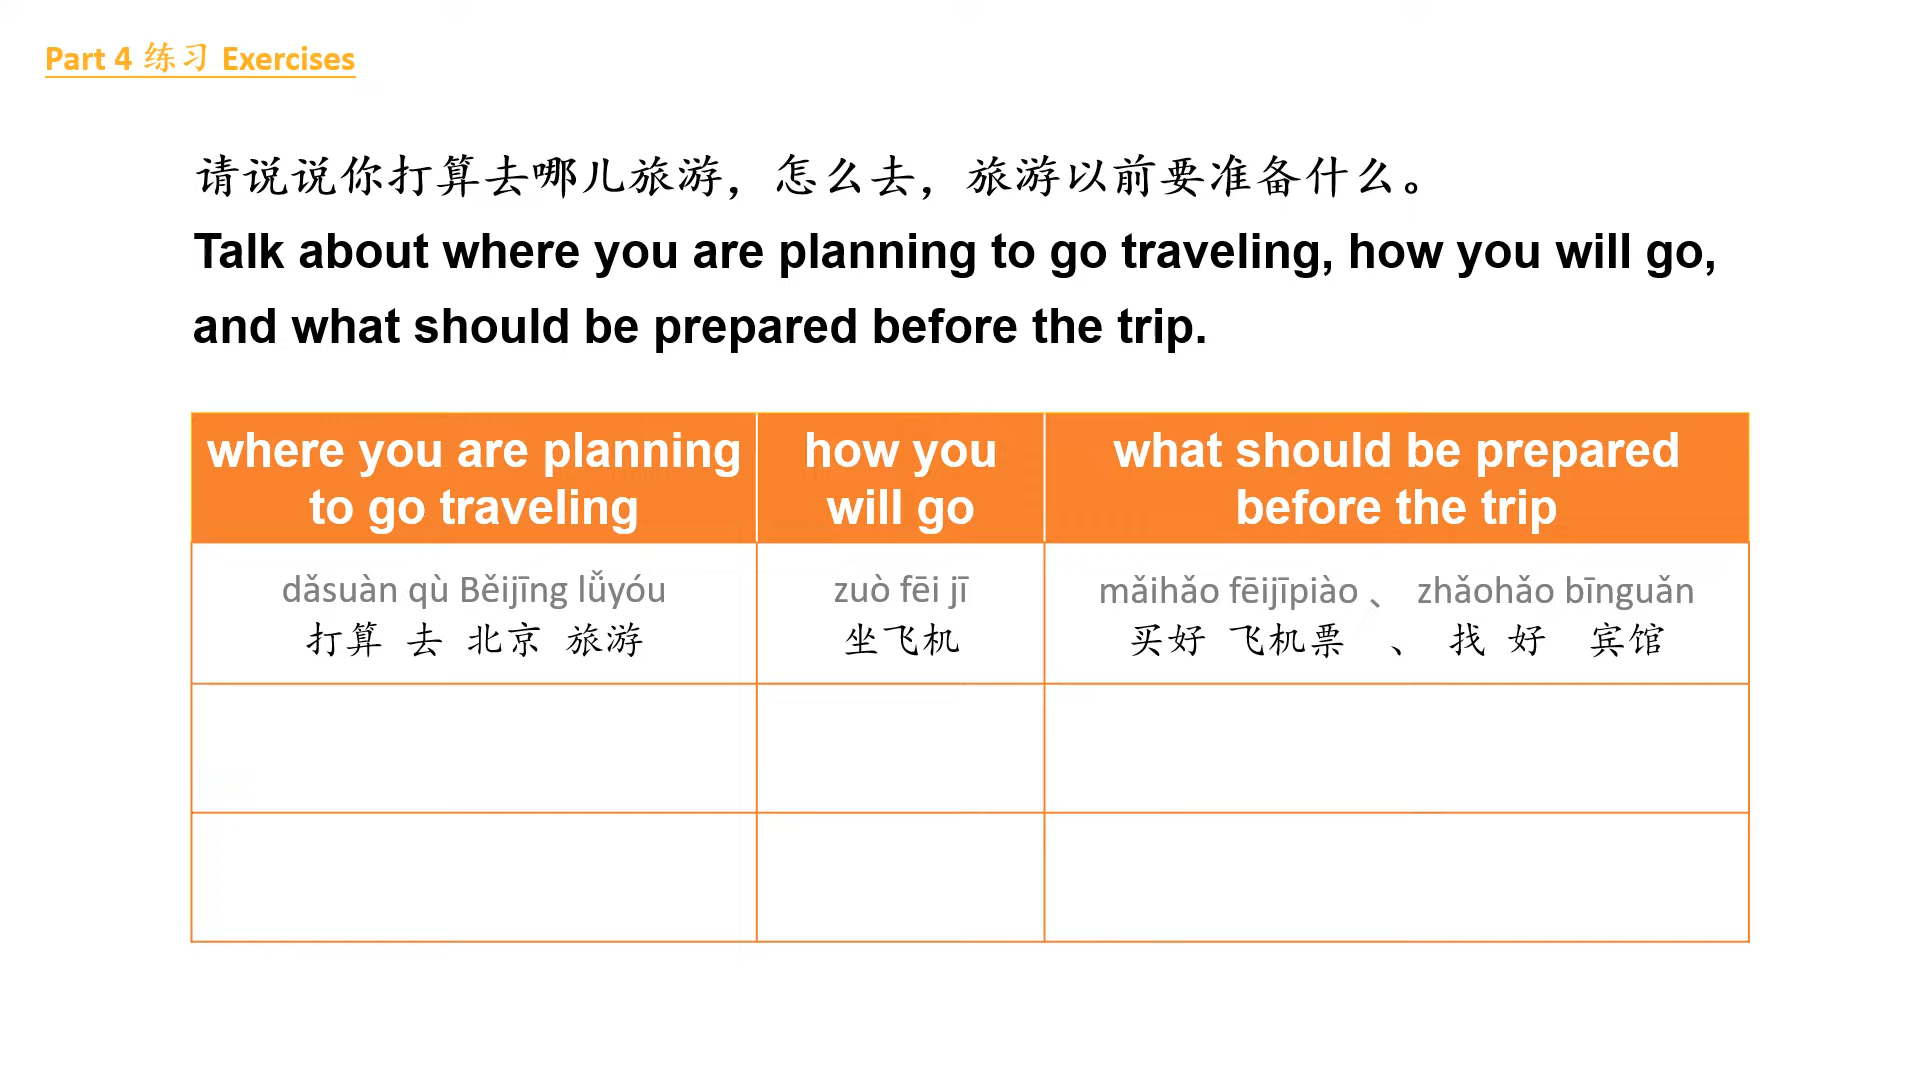 Part 4 练习 Exercises
请说说你打算去哪儿旅游，怎么去，旅游以前要准备什么。
Talk about where you are planning to go traveling, how you will go,
and what should be prepared before the trip.
where you are planning
to go traveling
how you
will go
what should be prepared
before the trip
dǎsuàn qù Běijīng lǚyóu
打算 去 北京 旅游
zuò fēi jī
坐飞机
mǎihǎo fēijīpiào 、 zhǎohǎo bīnguǎn
买好 飞机票 、 找 好 宾馆